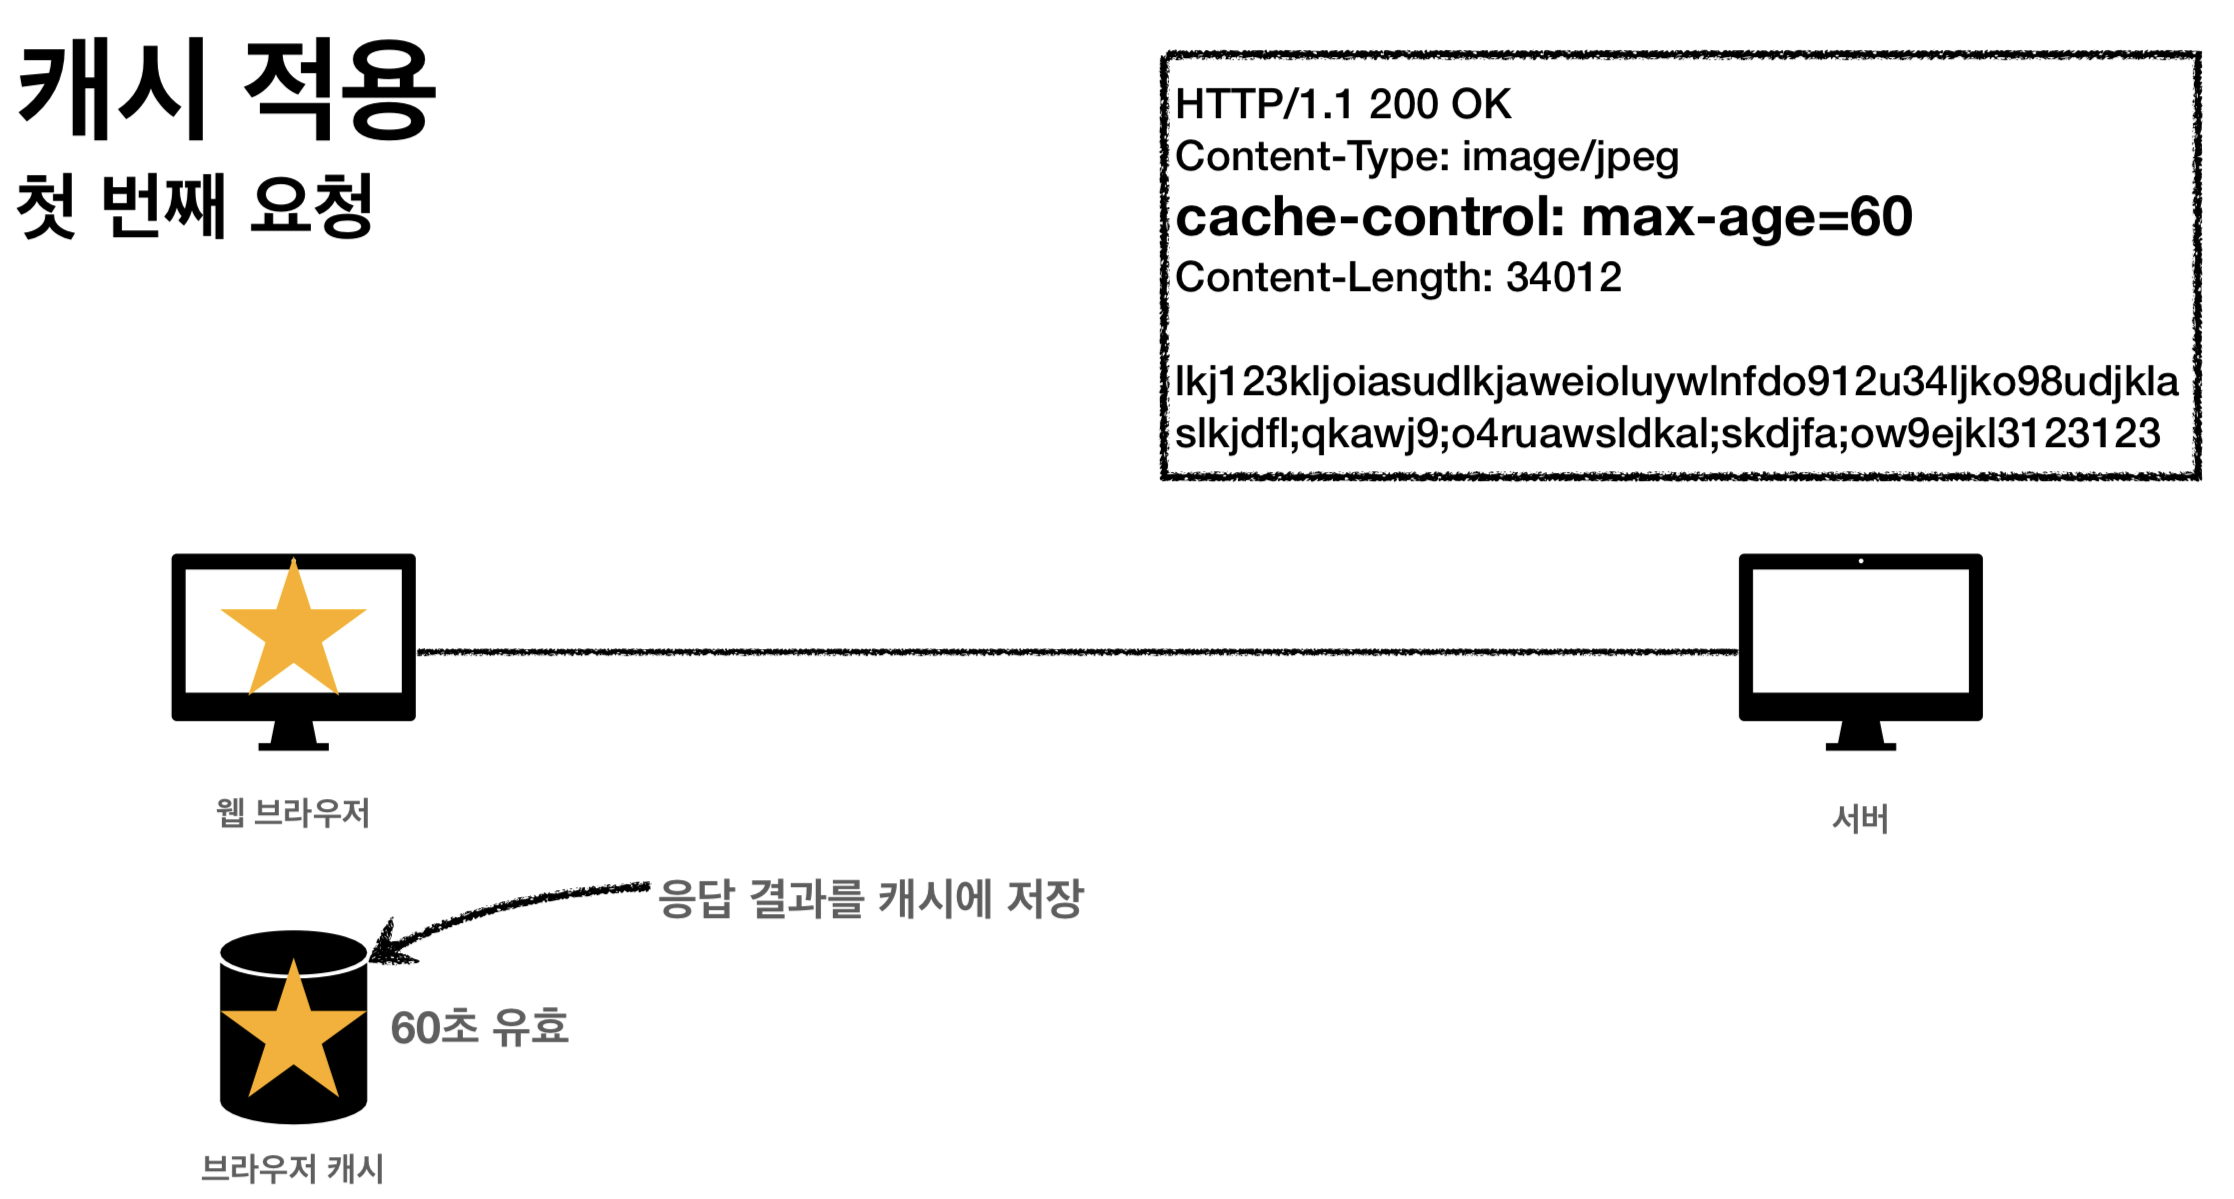 캐시 적용
첫 번째 요청
HTTP/1.1 200 OK
Content-Type: image/jpeg
cache-control: max-age=60
Content-Length: 34012
lkj123kljoiasudlkjaweioluywlnfdo912u34ljko98udjkla
slkjdfl;qkawj9;o4ruawsldkal;skdjfa;ow9ejkl3123123
웹 브라우저
서버
응답 결과를 캐시에 저장
60초 유효
브라우저 캐시